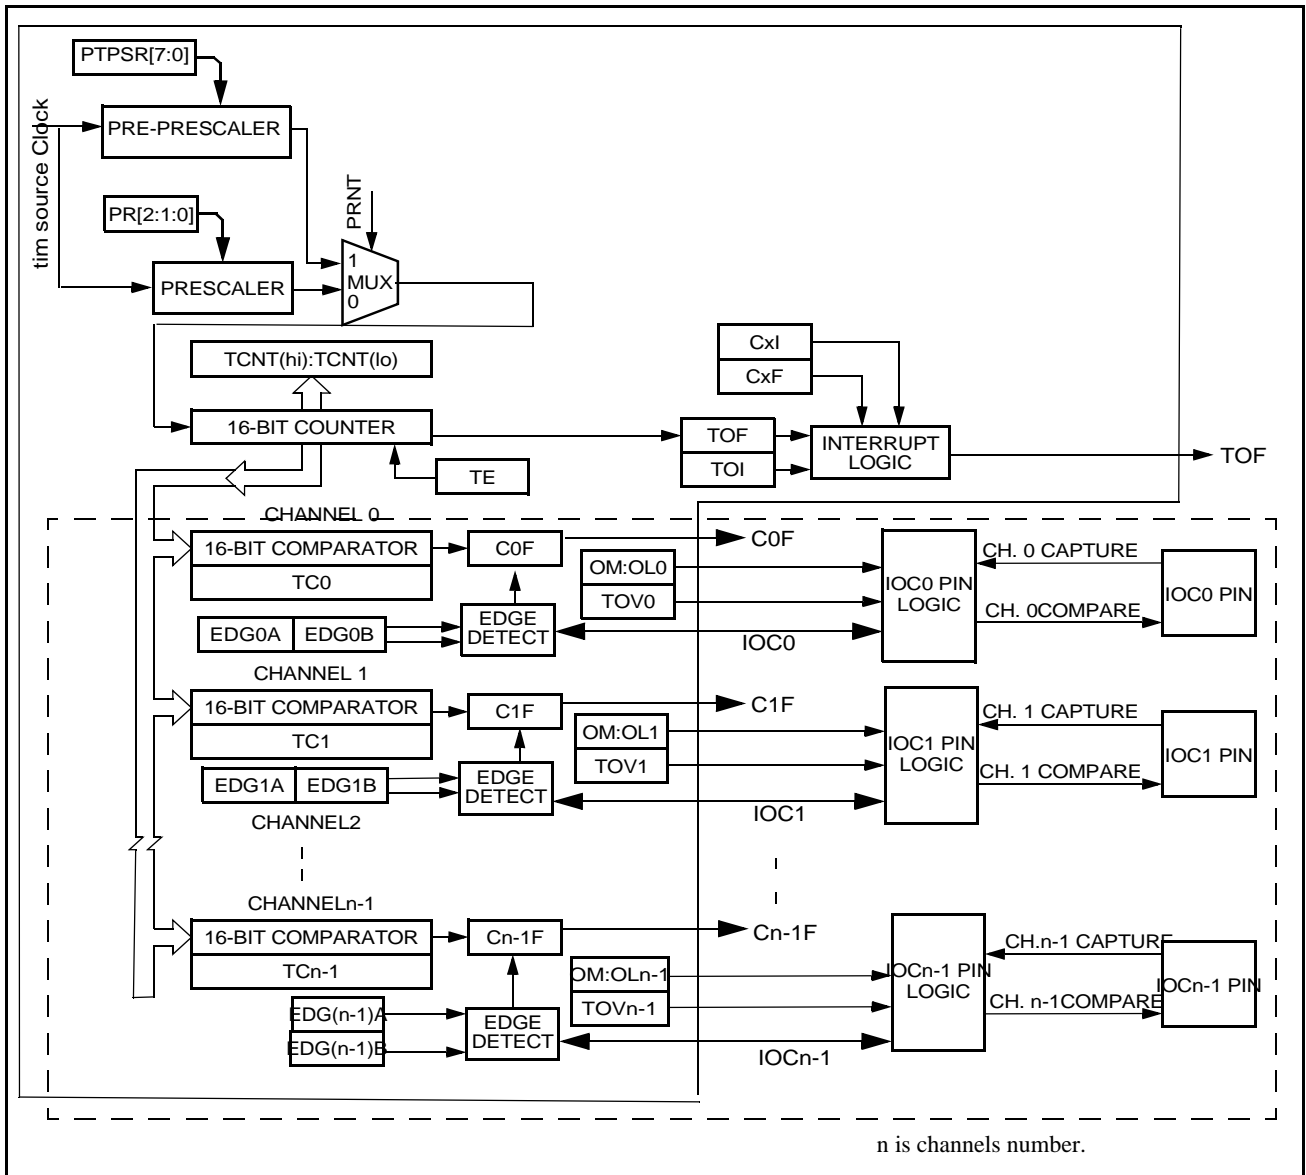 PTPSR[7:0]
tim source Clock
PRE-PRESCALER
PR[2:1:0]
PRNT
PRESCALER
1
MUX
0
CxI
CxF
TCNT(hi):TCNT(lo)
16-BIT COUNTER
TE
TOF
TOI
INTERRUPT
LOGIC
TOF
CHANNEL 0
16-BIT COMPARATOR
TC0
C0F
C0F
OM:OL0
TOV0
EDG0A
EDG0B
EDGE
DETECT
IOC0
IOC0 PIN
LOGIC
CH. 0 CAPTURE
CH. 0COMPARE
IOC0 PIN
CHANNEL 1
16-BIT COMPARATOR
TC1
C1F
C1F
OM:OL1
TOV1
EDG1A
EDG1B
EDGE
DETECT
IOC1
IOC1 PIN
LOGIC
CH. 1 CAPTURE
CH. 1 COMPARE
IOC1 PIN
CHANNEL2
CHANNELn-1
16-BIT COMPARATOR
TCn-1
Cn-1F
Cn-1F
OM:OLn-1
TOVn-1
EDG(n-1)A
EDG(n-1)B
EDGE
DETECT
IOCn-1
IOCn-1 PIN
LOGIC
CH.n-1 CAPTURE
CH. n-1COMPARE
IOCn-1 PIN
n is channels number.